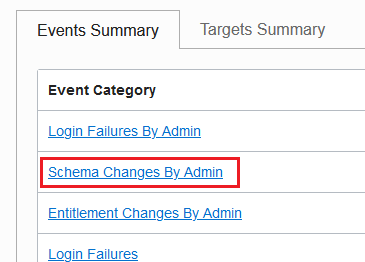 Events Summary
Targets Summary
Event Category
Login Failures By Admin
Schema Changes By Admin
Entitlement Changes By Admin
Login Failures